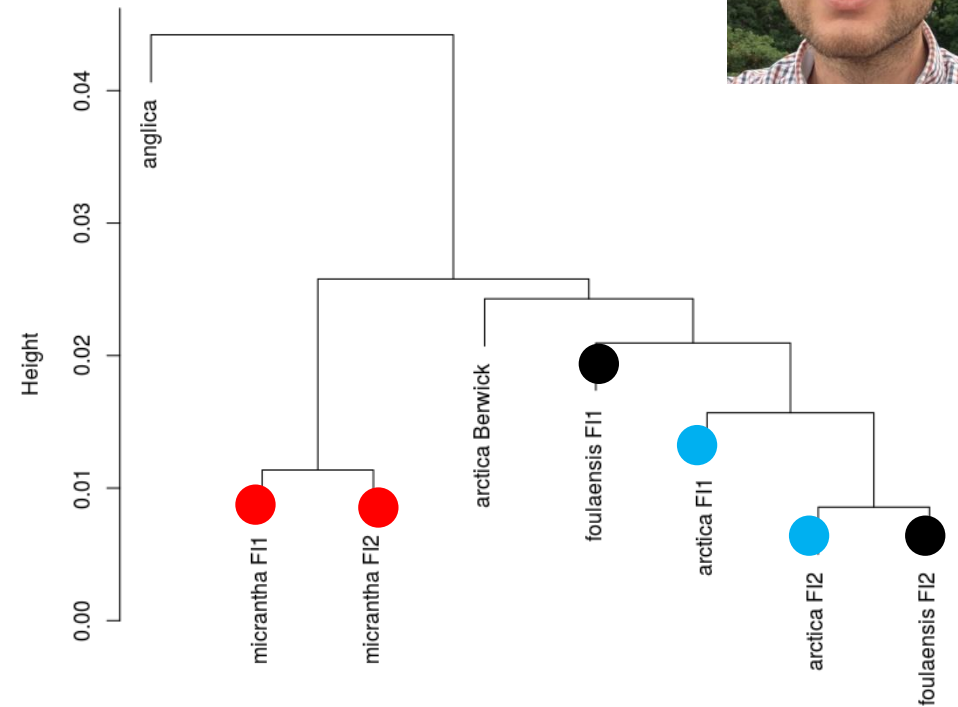 Height
0.04
0.03
0.02
0.01
0.00
anglica
micrantha FI1
micrantha FI2
arctica Berwick
foulaensis FI1
arctica FI1
arctica FI2
foulaensis FI2